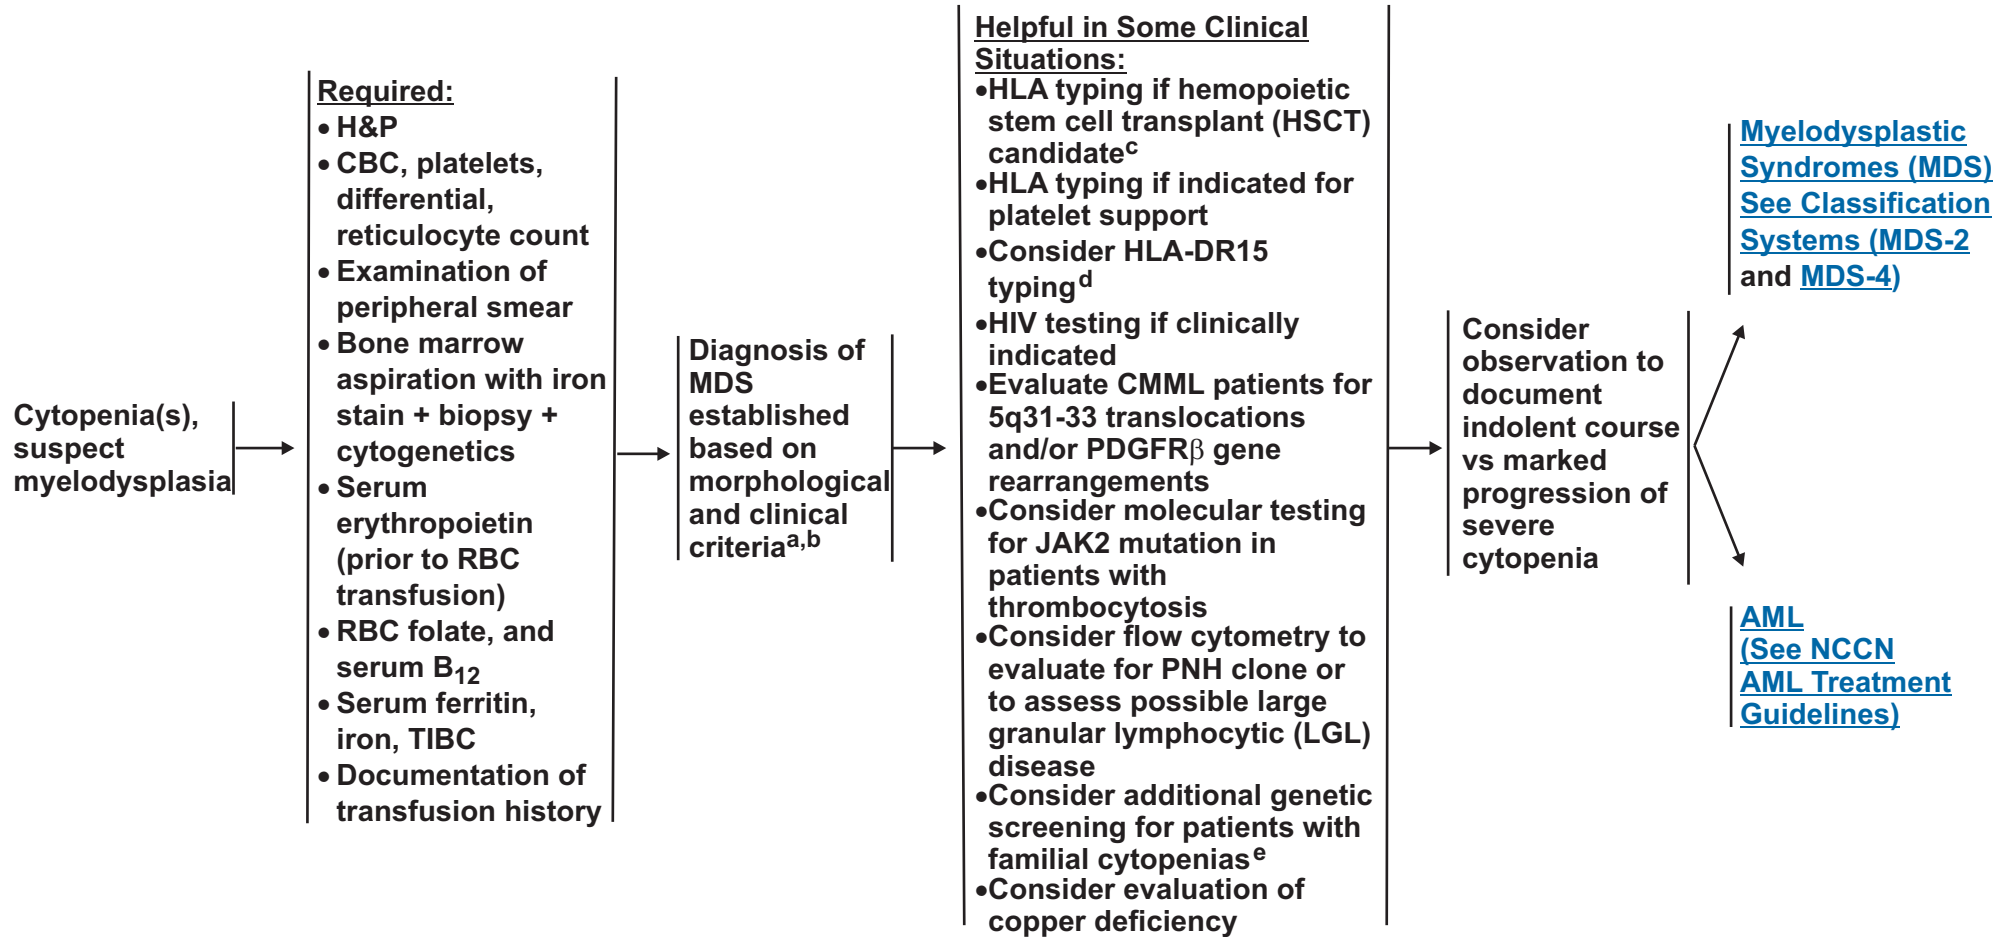 Cytopenia(s),
suspect
myelodysplasia
Required:
• H&P
• CBC, platelets,
differential,
reticulocyte count
• Examination of
peripheral smear
• Bone marrow
aspiration with iron
stain + biopsy +
cytogenetics
• Serum
erythropoietin
(prior to RBC
transfusion)
• RBC folate, and
serum B12
• Serum ferritin,
iron, TIBC
• Documentation of
transfusion history
Diagnosis of
MDS
established
based on
morphological
and clinical
criteriaa,b
Helpful in Some Clinical
Situations:
•HLA typing if hemopoietic
stem cell transplant (HSCT)
candidatec
•HLA typing if indicated for
platelet support
•Consider HLA-DR15
typingd
•HIV testing if clinically
indicated
•Evaluate CMML patients for
5q31-33 translocations
and/or PDGFRβ gene
rearrangements
•Consider molecular testing
for JAK2 mutation in
patients with
thrombocytosis
•Consider flow cytometry to
evaluate for PNH clone or
to assess possible large
granular lymphocytic (LGL)
disease
•Consider additional genetic
screening for patients with
familial cytopeniase
•Consider evaluation of
copper deficiency
Consider
observation to
document
indolent course
vs marked
progression of
severe
cytopenia
Myelodysplastic
Syndromes (MDS)
See Classification
Systems (MDS-2
and MDS-4)
AML
(See NCCN
AML Treatment
Guidelines)